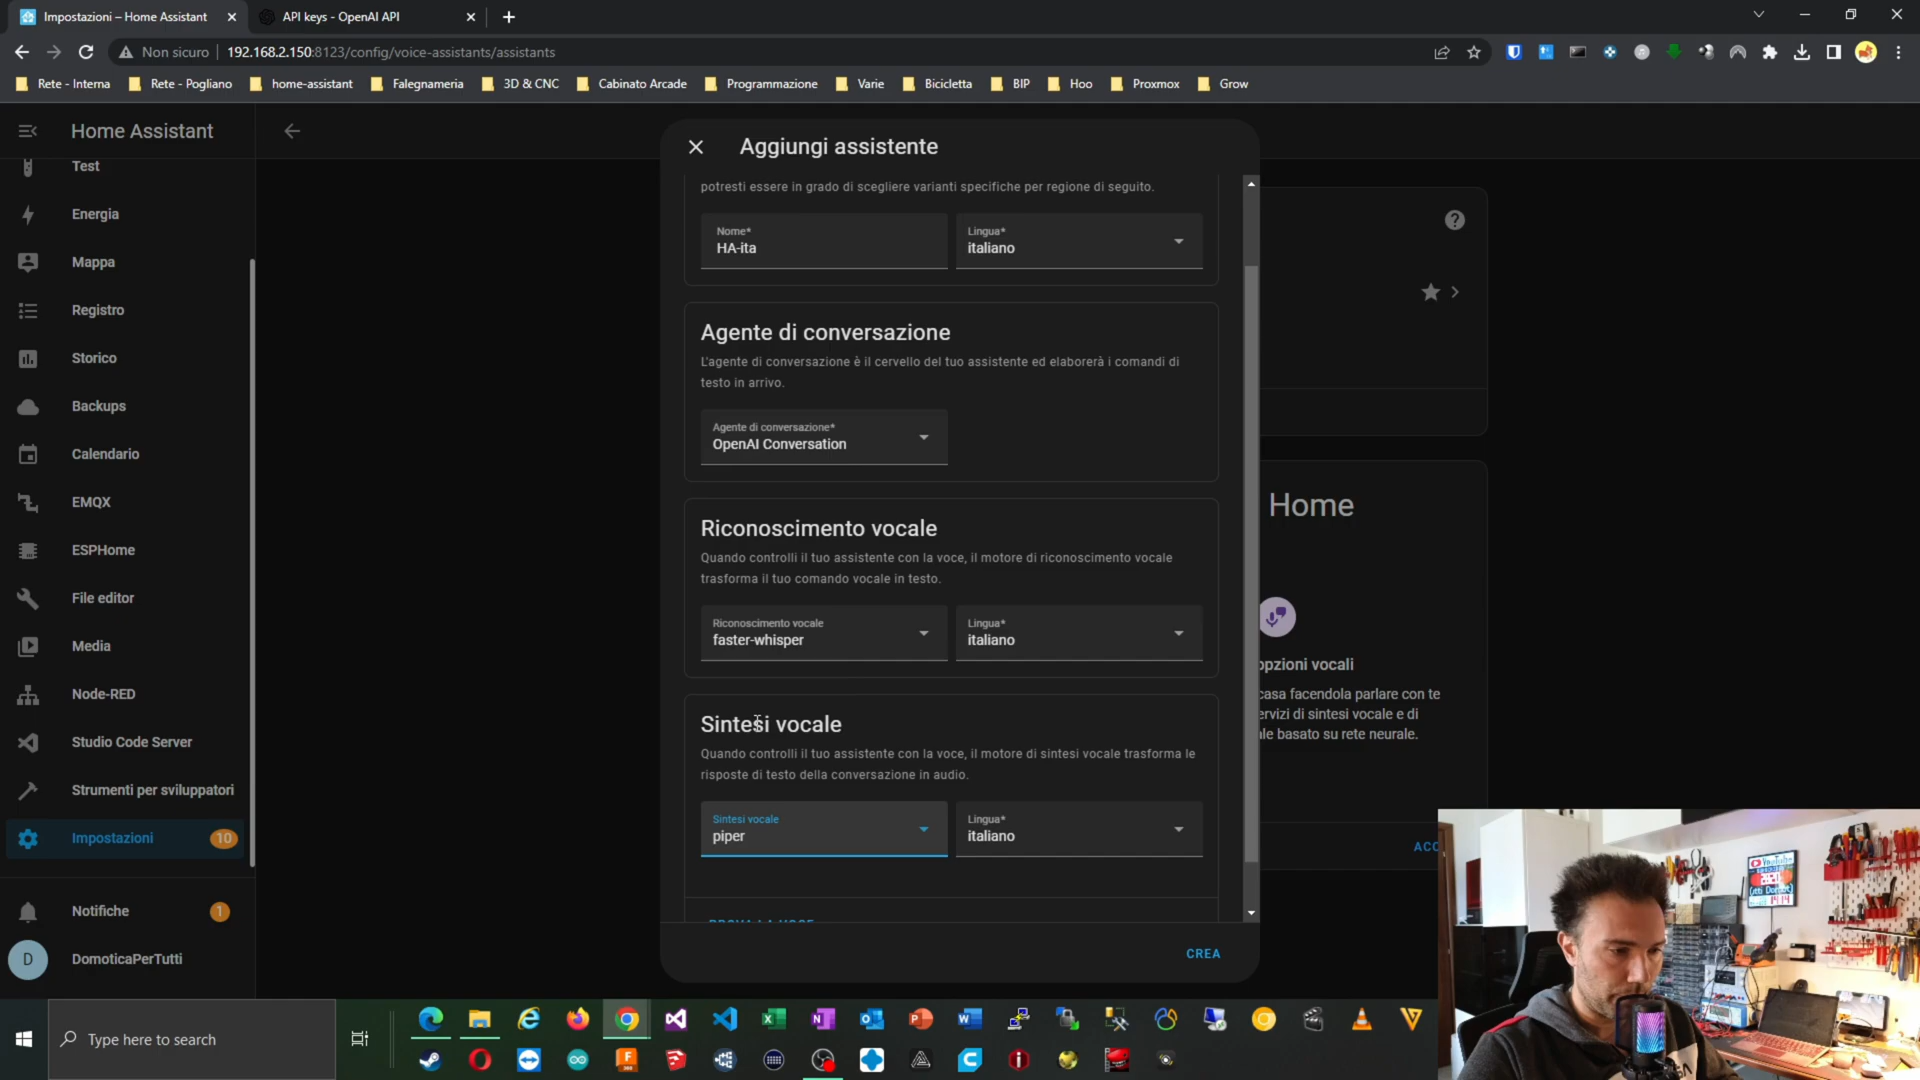 Impostazioni – Home Assistant
API keys - OpenAI API
Non sicuro
192.168.2.150:8123/config/voice-assistants/assistants
Rete - Interna
Rete - Pogliano
home-assistant
Falegnameria
3D & CNC
Cabinato Arcade
Programmazione
Varie
Bicicletta
BIP
Hoo
Proxmox
Grow
Home Assistant
Test
Energia
Mappa
Registro
Storico
Backups
Calendario
EMQX
ESPHome
File editor
Media
Node-RED
Studio Code Server
Strumenti per sviluppatori
Impostazioni
10
Notifiche
1
D
DomoticaPerTutti
Aggiungi assistente
potresti essere in grado di scegliere varianti specifiche per regione di seguito.
Nome*
HA-ita
Lingua*
italiano
Agente di conversazione
L'agente di conversazione è il cervello del tuo assistente ed elaborerà i comandi di
testo in arrivo.
Agente di conversazione*
OpenAI Conversation
Riconoscimento vocale
Quando controlli il tuo assistente con la voce, il motore di riconoscimento vocale
trasforma il tuo comando vocale in testo.
Riconoscimento vocale
faster-whisper
Lingua*
italiano
Sintesi vocale
Quando controlli il tuo assistente con la voce, il motore di sintesi vocale trasforma le
risposte di testo della conversazione in audio.
Sintesi vocale
piper
Lingua*
italiano
PROVA LA VOCE
CREA
Home
opzioni vocali
casa facendola parlare con te
ervizi di sintesi vocale e di
le basato su rete neurale.
ACC
YouTube
Type here to search